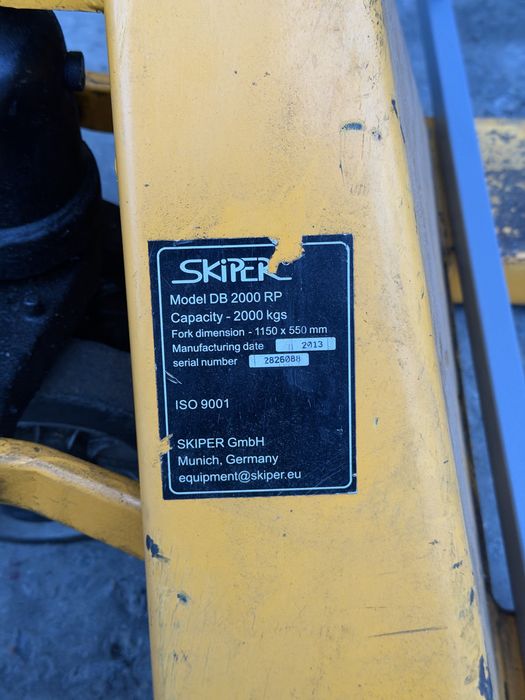 SKiPER
Model DB 2000 RP
Capacity - 2000 kgs
Fork dimension - 1150 x 550 mm
Manufacturing date 2013
serial number 2826088
ISO 9001
SKIPER GmbH
Munich, Germany
equipment@skiper.eu